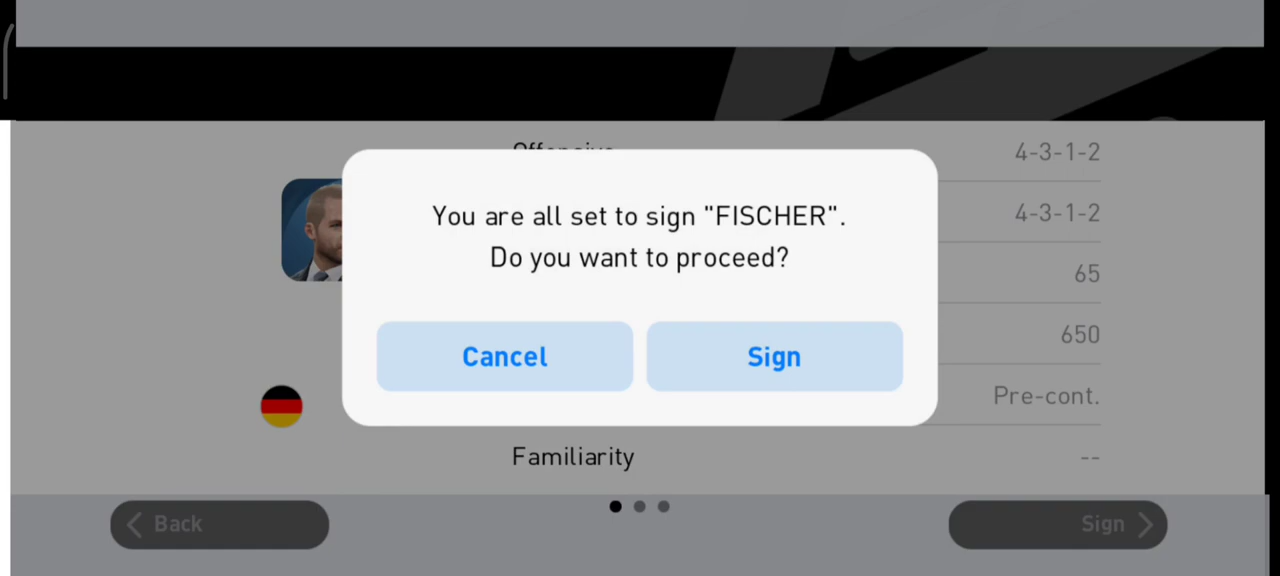 Offensive
4-3-1-2
You are all set to sign "FISCHER".
Do you want to proceed?
4-3-1-2
65
650
Cancel
Sign
Pre-cont.
Familiarity
--
Back
Sign